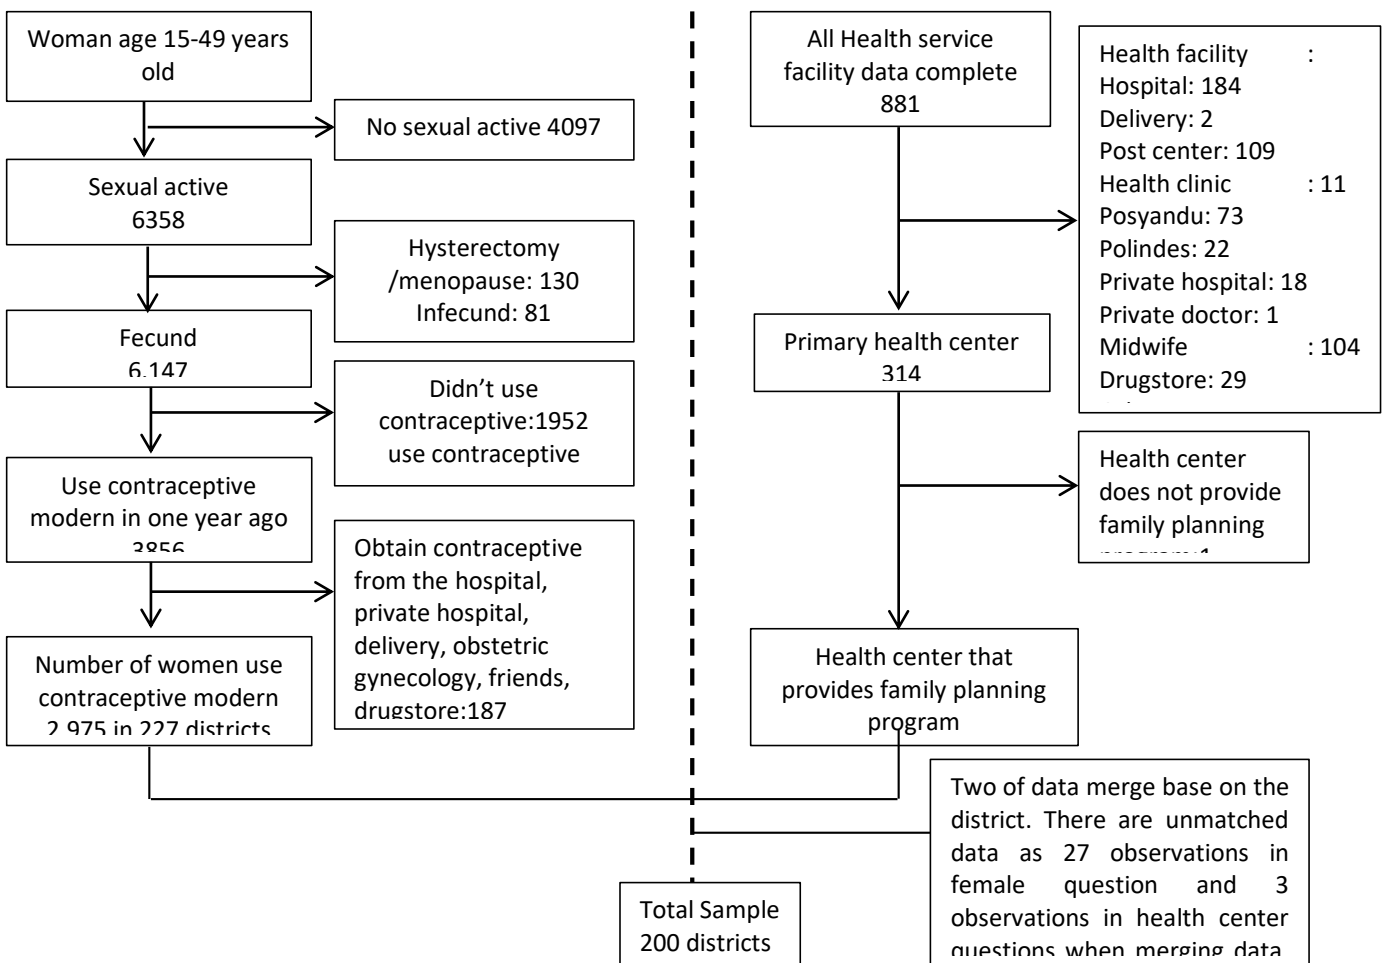 Woman age 15-49 years
old
No sexual active 4097
Sexual active
6358
Hysterectomy
/menopause: 130
Infecund: 81
Fecund
6.147
Didn't use
contraceptive:1952
use contraceptive
Use contraceptive
modern in one year ago
3856
Obtain contraceptive
from the hospital,
private hospital,
delivery, obstetric
gynecology, friends,
drugstore:187
Number of women use
contraceptive modern
2.975 in 227 districts
All Health service
facility data complete
881
Health facility :
Hospital: 184
Delivery: 2
Post center: 109
Health clinic : 11
Posyandu: 73
Polindes: 22
Private hospital: 18
Private doctor: 1
Midwife : 104
Drugstore: 29
Primary health center
314
Health center
does not provide
family planning
program:1
Health center that
provides family planning
program
Two of data merge base on the
district. There are unmatched
data as 27 observations in
female question and 3
observations in health center
questions when merging data.
Total Sample
200 districts